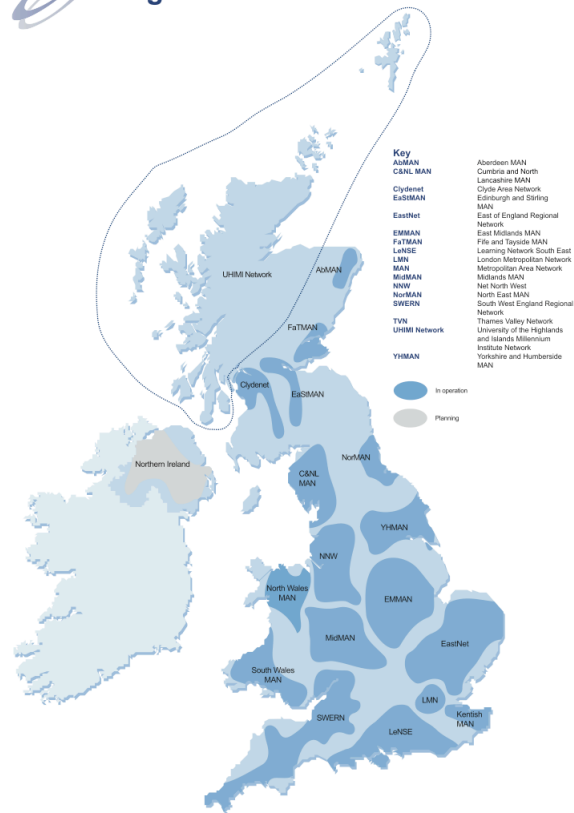 Key
AbMAN Aberdeen MAN
C&NL MAN Cumbria and North
Lancashire MAN
Clydenet Clyde Area Network
EaStMAN Edinburgh and Stirling
MAN
EastNet East of England Regional
Network
EMMAN East Midlands MAN
FaTMAN Fife and Tayside MAN
LeNSE Learning Network South East
LMN London Metropolitan Network
MAN Metropolitan Area Network
MidMAN Midlands MAN
NNW Net North West
NorMAN North East MAN
SWERN South West England Regional
Network
TVN Thames Valley Network
UHIMI Network University of the Highlands
and Islands Millennium
Institute Network
YHMAN Yorkshire and Humberside
MAN
In operation
Planning
UHIMI Network
AbMAN
FaTMAN
Clydenet
EaStMAN
Northern Ireland
NorMAN
C&NL
MAN
YHMAN
NNW
North Wales
MAN
EMMAN
MidMAN
EastNet
South Wales
MAN
LMN
Kentish
MAN
SWERN
LeNSE